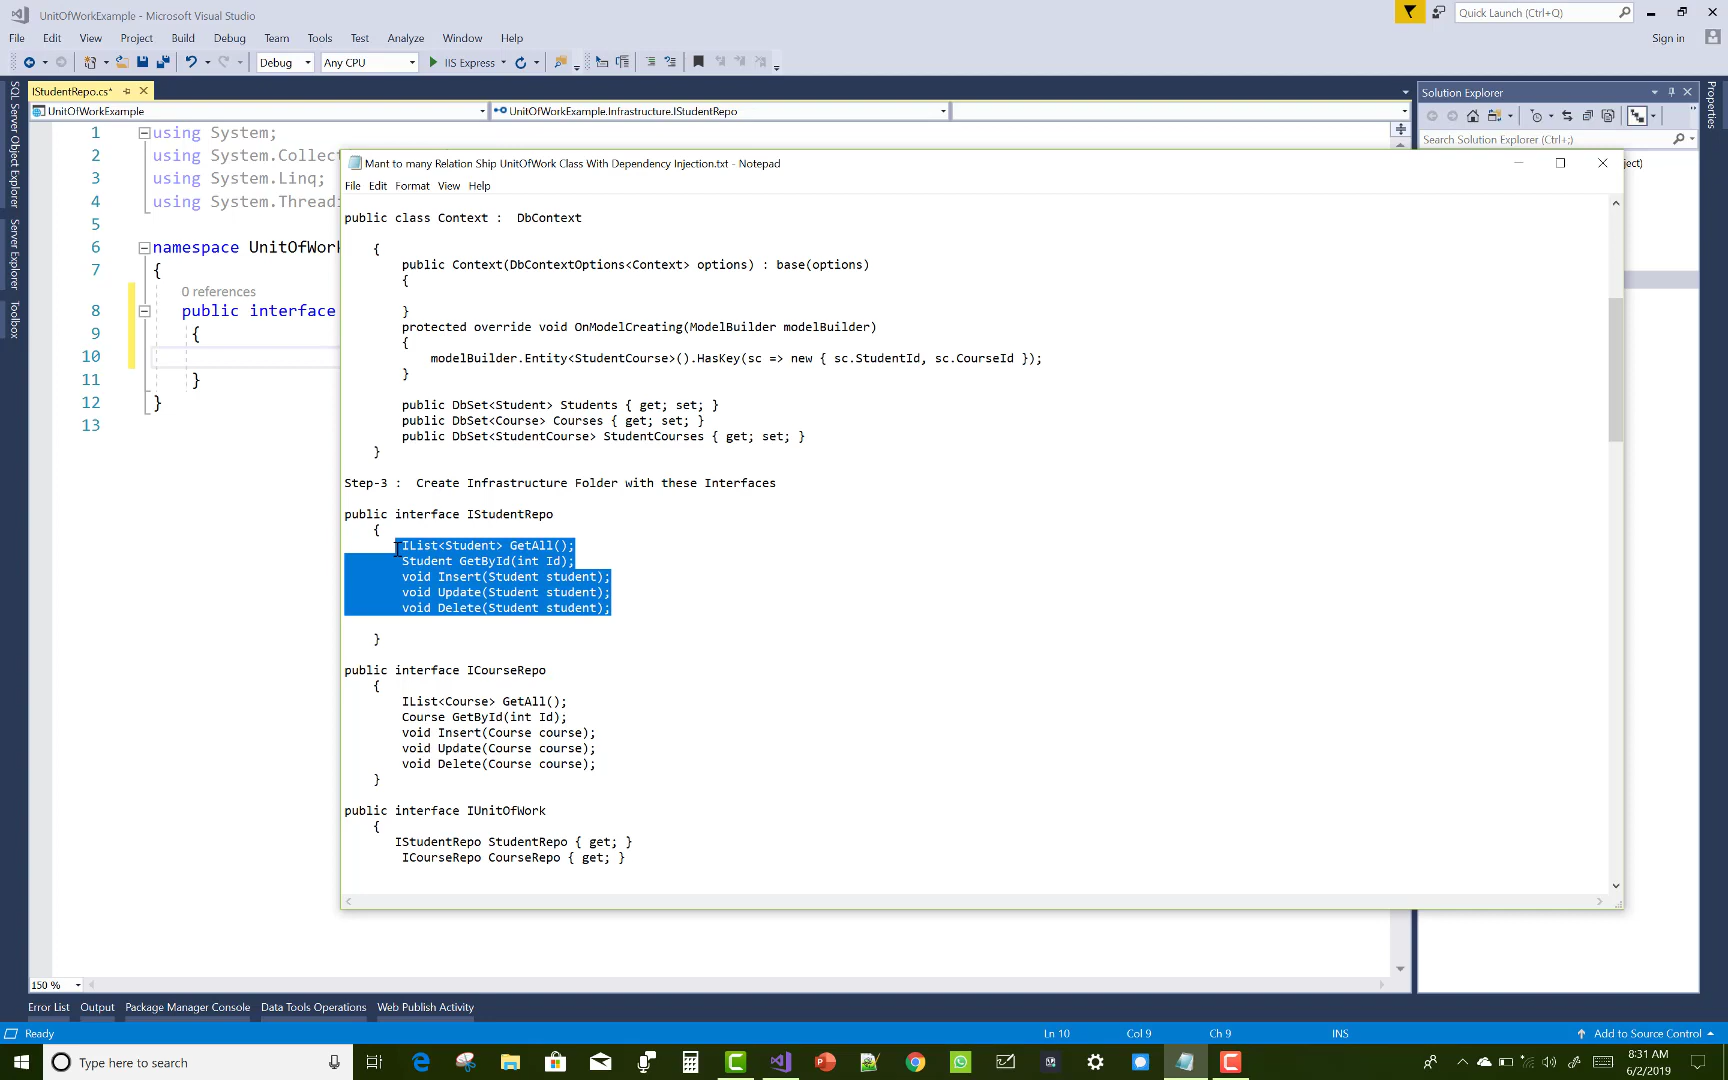 UnitOfWorkExample - Microsoft Visual Studio
Quick Launch (Ctrl+Q)
File Edit View Project Build Debug Team Tools Test Analyze Window Help
Sign in
Debug Any CPU IIS Express
IStudentRepo.cs*
Solution Explorer
UnitOfWorkExample UnitOfWorkExample.Infrastructure.IStudentRepo
Search Solution Explorer (Ctrl+;)
SQL Server Object Explorer
Server Explorer
Toolbox
Properties
1 using System;
2 using System.Collect
3 using System.Linq;
4 using System.Threadi
5
6 namespace UnitOfWork
7 {
0 references
8 public interface
9 {
10
11 }
12 }
13
Mant to many Relation Ship UnitOfWork Class With Dependency Injection.txt - Notepad
File Edit Format View Help
public class Context : DbContext
{
public Context(DbContextOptions<Context> options) : base(options)
{
}
protected override void OnModelCreating(ModelBuilder modelBuilder)
{
modelBuilder.Entity<StudentCourse>().HasKey(sc => new { sc.StudentId, sc.CourseId });
}
public DbSet<Student> Students { get; set; }
public DbSet<Course> Courses { get; set; }
public DbSet<StudentCourse> StudentCourses { get; set; }
}
Step-3 : Create Infrastructure Folder with these Interfaces
public interface IStudentRepo
{
IList<Student> GetAll();
Student GetById(int Id);
void Insert(Student student);
void Update(Student student);
void Delete(Student student);
}
public interface ICourseRepo
{
IList<Course> GetAll();
Course GetById(int Id);
void Insert(Course course);
void Update(Course course);
void Delete(Course course);
}
public interface IUnitOfWork
{
IStudentRepo StudentRepo { get; }
ICourseRepo CourseRepo { get; }
ject)
150 %
Error List Output Package Manager Console Data Tools Operations Web Publish Activity
Ready Ln 10 Col 9 Ch 9 INS Add to Source Control
Type here to search
8:31 AM
6/2/2019